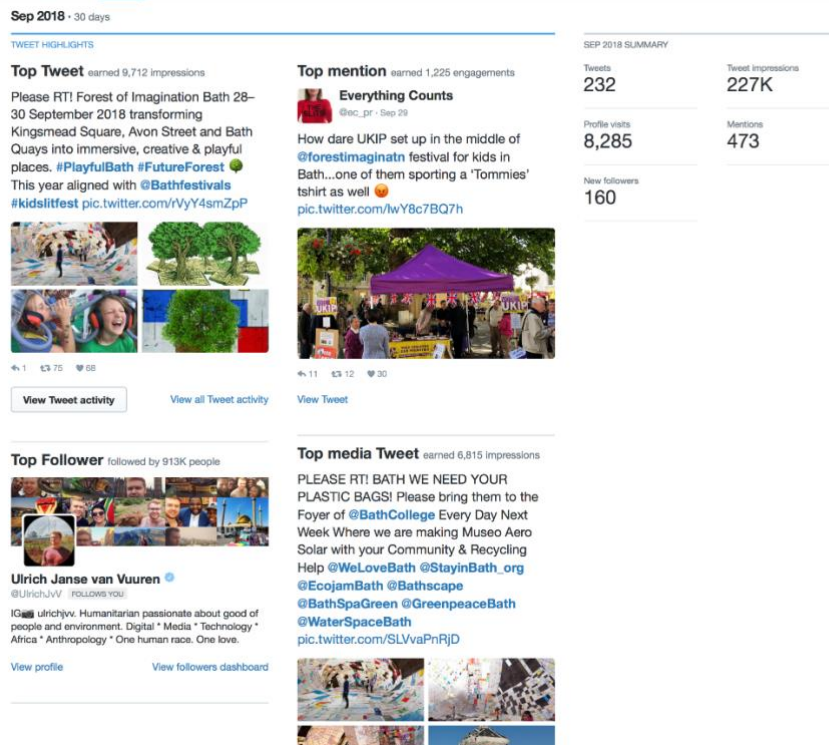 Sep 2018 · 30 days
TWEET HIGHLIGHTS
Top Tweet earned 9,712 impressions
Please RT! Forest of Imagination Bath 28–
30 September 2018 transforming
Kingsmead Square, Avon Street and Bath
Quays into immersive, creative & playful
places. #PlayfulBath #FutureForest 🌳
This year aligned with @Bathfestivals
#kidslitfest pic.twitter.com/rVyY4smZpP
1 75 68
View Tweet activity
View all Tweet activity
Top Follower followed by 913K people
Ulrich Janse van Vuuren
@UlrichJvV FOLLOWS YOU
IG📷 ulrichjvv. Humanitarian passionate about good of
people and environment. Digital * Media * Technology *
Africa * Anthropology * One human race. One love.
View profile
View followers dashboard
Top mention earned 1,225 engagements
Everything Counts
@ec_pr · Sep 29
How dare UKIP set up in the middle of
@forestimaginatn festival for kids in
Bath...one of them sporting a 'Tommies'
tshirt as well 😡
pic.twitter.com/lwY8c7BQ7h
UKIP
UKIP
11 12 30
View Tweet
Top media Tweet earned 6,815 impressions
PLEASE RT! BATH WE NEED YOUR
PLASTIC BAGS! Please bring them to the
Foyer of @BathCollege Every Day Next
Week Where we are making Museo Aero
Solar with your Community & Recycling
Help @WeLoveBath @StayinBath_org
@EcojamBath @Bathscape
@BathSpaGreen @GreenpeaceBath
@WaterSpaceBath
pic.twitter.com/SLVvaPnRjD
SEP 2018 SUMMARY
Tweets
232
Tweet impressions
227K
Profile visits
8,285
Mentions
473
New followers
160